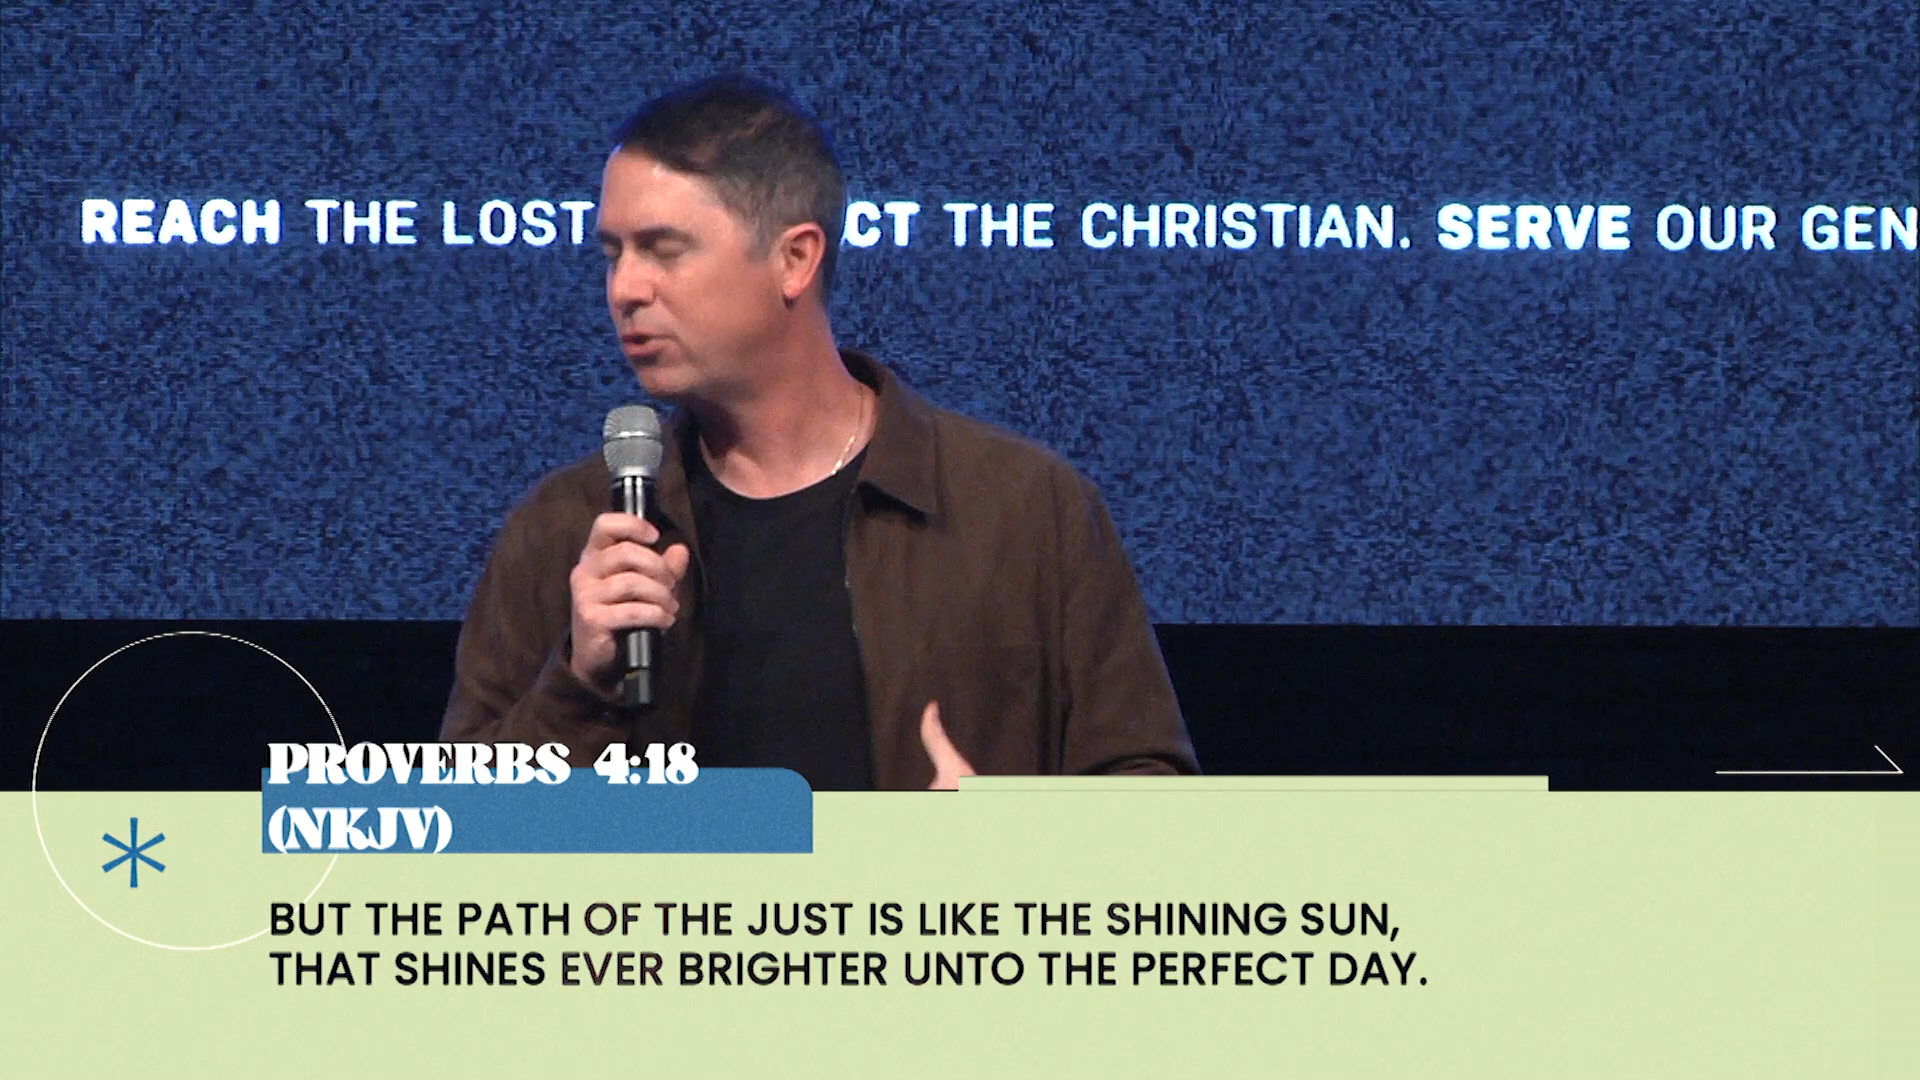 REACH THE LOST CT THE CHRISTIAN. SERVE OUR GEN
PROVERBS 4:18
(NKJV)
BUT THE PATH OF THE JUST IS LIKE THE SHINING SUN,
THAT SHINES EVER BRIGHTER UNTO THE PERFECT DAY.